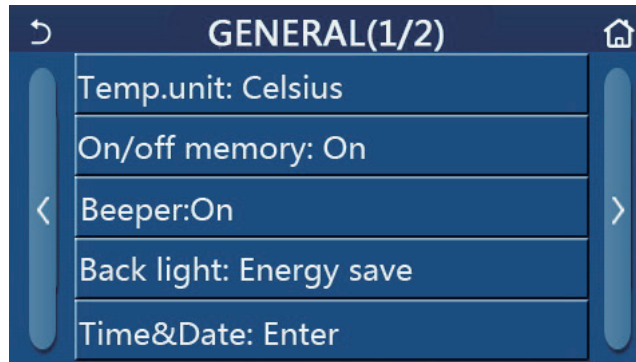 GENERAL(1/2)
Temp.unit: Celsius
On/off memory: On
Beeper:On
Back light: Energy save
Time&Date: Enter